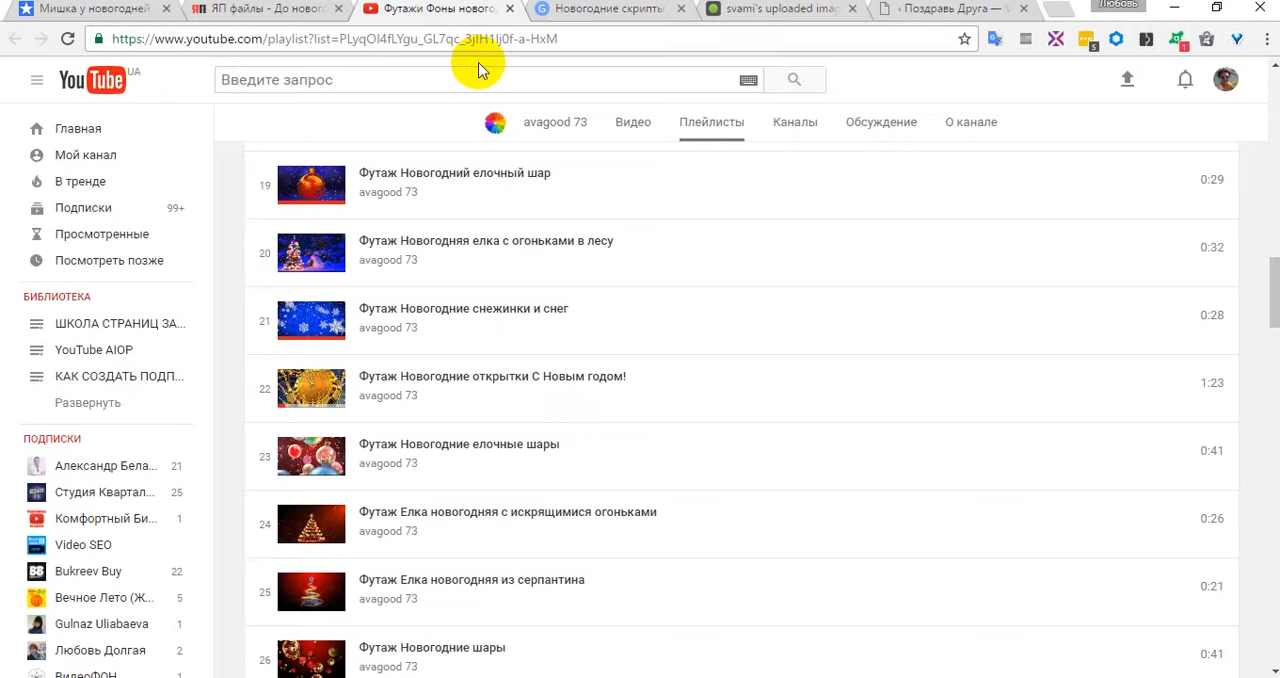 Мишка у новогодней
ЯП файлы - До новог
Футажи Фоны нового,
Новогодние скрипты
svami's uploaded ima
‹ Поздравь Друга —
Любовь
https://www.youtube.com/playlist?list=PLyqOl4fLYgu_GL7qc_3jIH1Ij0f-a-HxM
5
1
YouTube UA
Введите запрос
avagood 73
Видео
Плейлисты
Каналы
Обсуждение
О канале
Главная
Мой канал
В тренде
Подписки 99+
Просмотренные
Посмотреть позже
БИБЛИОТЕКА
ШКОЛА СТРАНИЦ ЗА...
YouTube AIOP
КАК СОЗДАТЬ ПОДП...
Развернуть
ПОДПИСКИ
Александр Бела... 21
Студия Квартал... 25
Комфортный Би... 1
Video SEO
Bukreev Buy 22
Вечное Лето (Ж... 5
Gulnaz Uliabaeva 1
Любовь Долгая 2
ВидеоФОН
19 Футаж Новогодний елочный шар 0:29
avagood 73
20 Футаж Новогодняя елка с огоньками в лесу 0:32
avagood 73
21 Футаж Новогодние снежинки и снег 0:28
avagood 73
22 Футаж Новогодние открытки С Новым годом! 1:23
avagood 73
23 Футаж Новогодние елочные шары 0:41
avagood 73
24 Футаж Елка новогодняя с искрящимися огоньками 0:26
avagood 73
25 Футаж Елка новогодняя из серпантина 0:21
avagood 73
26 Футаж Новогодние шары 0:41
avagood 73